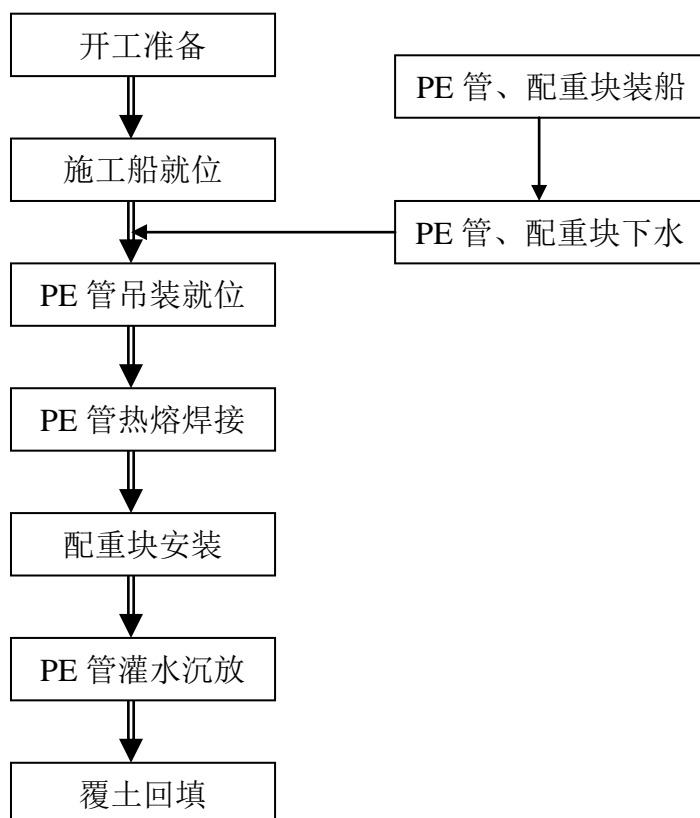 开工准备
PE 管、配重块装船
施工船就位
PE 管、配重块下水
PE 管吊装就位
PE 管热熔焊接
配重块安装
PE 管灌水沉放
覆土回填